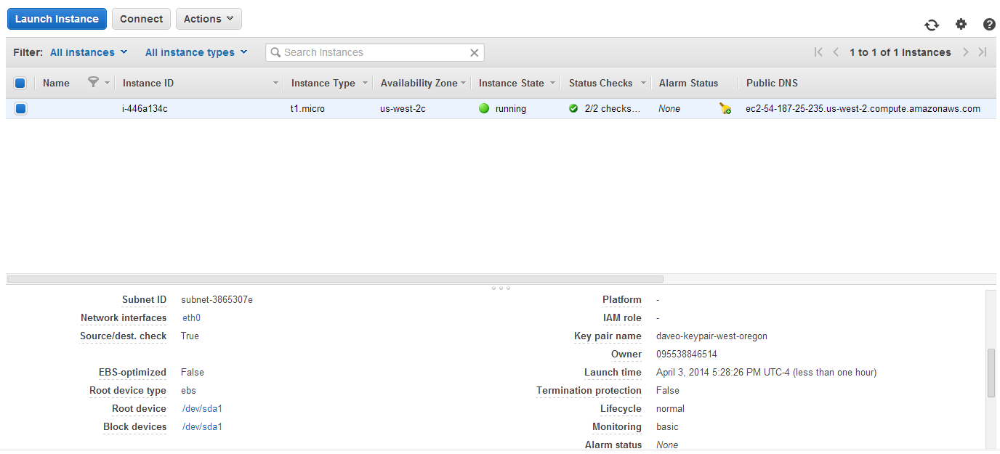 Launch Instance Connect Actions
Filter: All instances All instance types Search Instances 1 to 1 of 1 Instances
Name Instance ID Instance Type Availability Zone Instance State Status Checks Alarm Status Public DNS
i-446a134c t1.micro us-west-2c running 2/2 checks... None ec2-54-187-25-235.us-west-2.compute.amazonaws.com
Subnet ID subnet-3865307e Platform -
Network interfaces eth0 IAM role -
Source/dest. check True Key pair name daveo-keypair-west-oregon
Owner 095538846514
EBS-optimized False Launch time April 3, 2014 5:28:26 PM UTC-4 (less than one hour)
Root device type ebs Termination protection False
Root device /dev/sda1 Lifecycle normal
Block devices /dev/sda1 Monitoring basic
Alarm status None